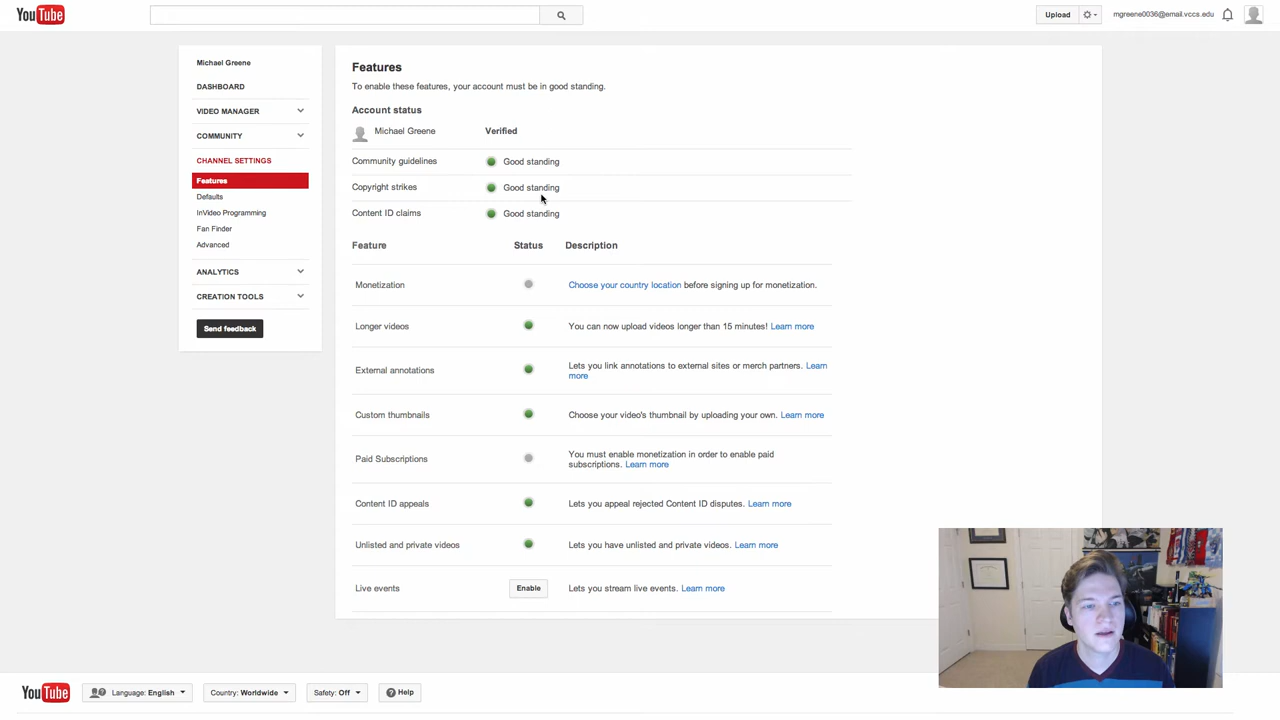 YouTube
Upload
mgreene0036@email.vccs.edu
Michael Greene
DASHBOARD
VIDEO MANAGER
COMMUNITY
CHANNEL SETTINGS
Features
Defaults
InVideo Programming
Fan Finder
Advanced
ANALYTICS
CREATION TOOLS
Send feedback
Features
To enable these features, your account must be in good standing.
Account status
Michael Greene Verified
Community guidelines Good standing
Copyright strikes Good standing
Content ID claims Good standing
Feature Status Description
Monetization Choose your country location before signing up for monetization.
Longer videos You can now upload videos longer than 15 minutes! Learn more
External annotations Lets you link annotations to external sites or merch partners. Learn
more
Custom thumbnails Choose your video's thumbnail by uploading your own. Learn more
Paid Subscriptions You must enable monetization in order to enable paid
subscriptions. Learn more
Content ID appeals Lets you appeal rejected Content ID disputes. Learn more
Unlisted and private videos Lets you have unlisted and private videos. Learn more
Live events Enable Lets you stream live events. Learn more
YouTube Language: English Country: Worldwide Safety: Off Help